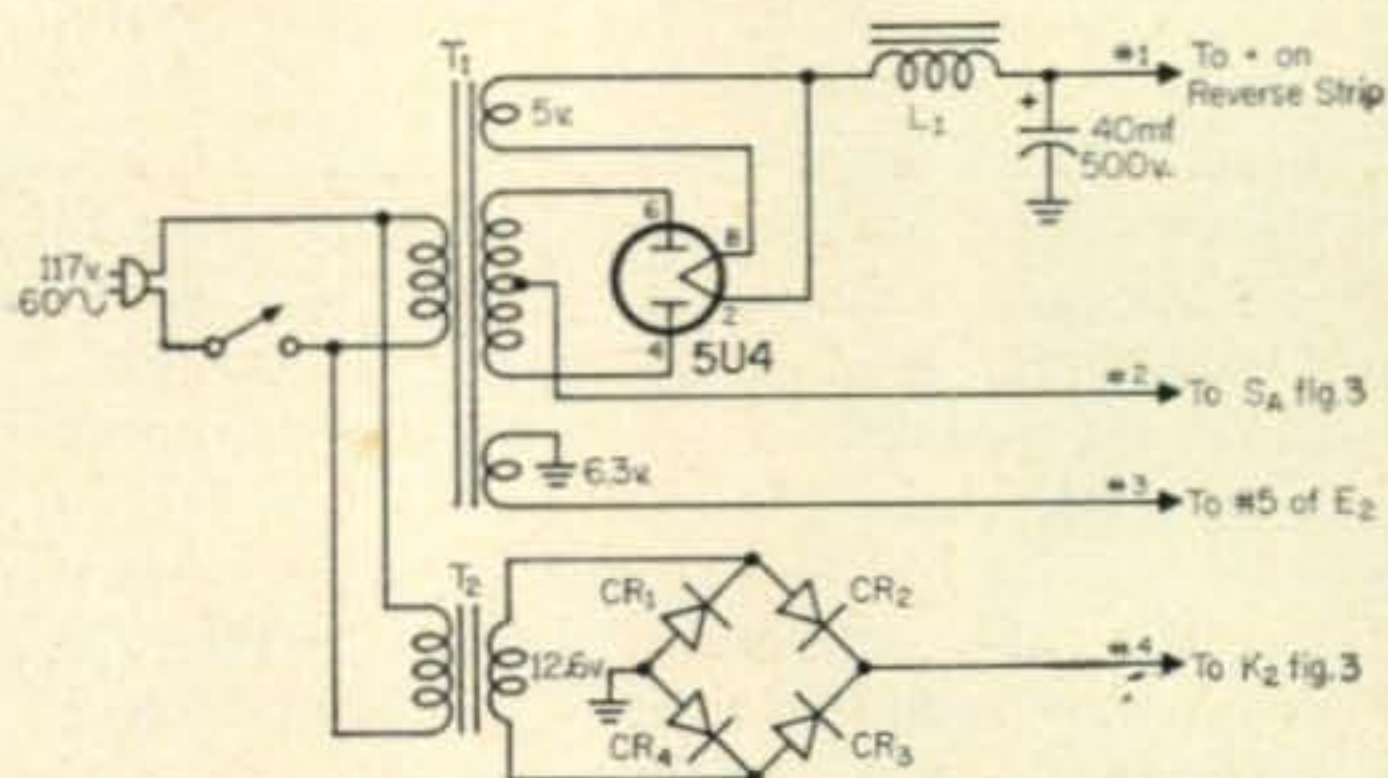 T1
5v.
L1
#1 To + on
Reverse Strip
+
40mf
500v.
117v.
60
6
8
2
4
5U4
#2 To SA fig.3
6.3v.
#3 To #5 of E2
T2
12.6v.
CR1
CR2
CR4
CR3
#4 To K2 fig.3